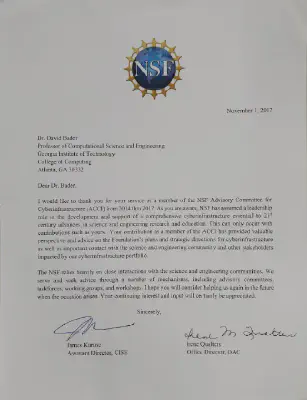 NSF
November 1, 2017
Dr. David Bader
Professor of Computational Science and Engineering
Georgia Institute of Technology
College of Computing
Athens, GA 30332
Dear Dr. Bader,
I would like to thank you for your service as a member of the NSF Advisory Committee for
Cyberinfrastructure (ACCI) from 2014 thru 2017. As you are aware, NSF has assumed a leadership
role in the development and support of a comprehensive cyberinfrastructure essential to 21st
century advances in science and engineering research and education. This can only occur with
contributions such as yours. Your contribution as a member of the ACCI has provided valuable
perspective and advice on the Foundation's plans and strategic directions for cyberinfrastructure
as well as important contact with the science and engineering community and other stakeholders
impacted by our cyberinfrastructure portfolio.
The NSF relies heavily on close interactions with the science and engineering communities. We
serve and work advice through a number of mechanisms, including advisory committees,
taskforces, working groups, and workshops. I hope you will consider helping us again in the future
when the occasion arises. Your continuing interest and input will certainly be appreciated.
Sincerely,
Irene M. Qualters
James Kurose
Irene Qualters
Assistant Director, CISE
Office Director, OAC